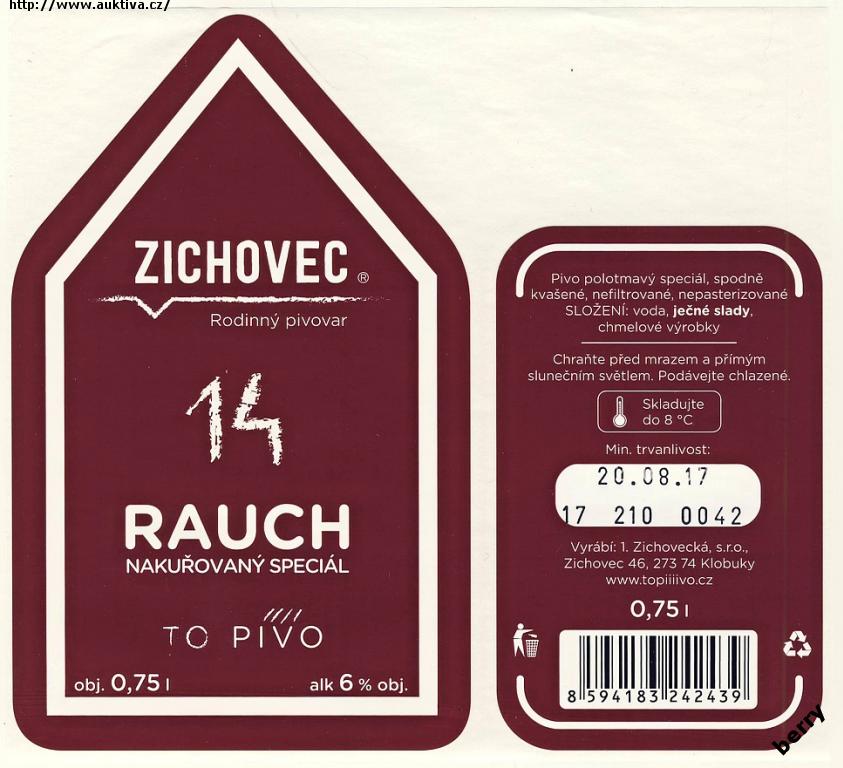 http://www.auktiva.cz/
ZICHOVEC ®
Rodinný pivovar
14
RAUCH
NAKUŘOVANÝ SPECIÁL
TO PIVO
obj. 0,75 l
alk 6 % obj.
Pivo polotmavý speciál, spodně
kvašené, nefiltrované, nepasterizované
SLOŽENÍ: voda, ječné slady,
chmelové výrobky
Chraňte před mrazem a přímým
slunečním světlem. Podávejte chlazené.
Skladujte
do 8 °C
Min. trvanlivost:
20.08.17
17 210 0042
Vyrábí: 1. Zichovecká, s.r.o.,
Zichovec 46, 273 74 Klobuky
www.topiiiivo.cz
0,75 l
8 594183 242439
berry